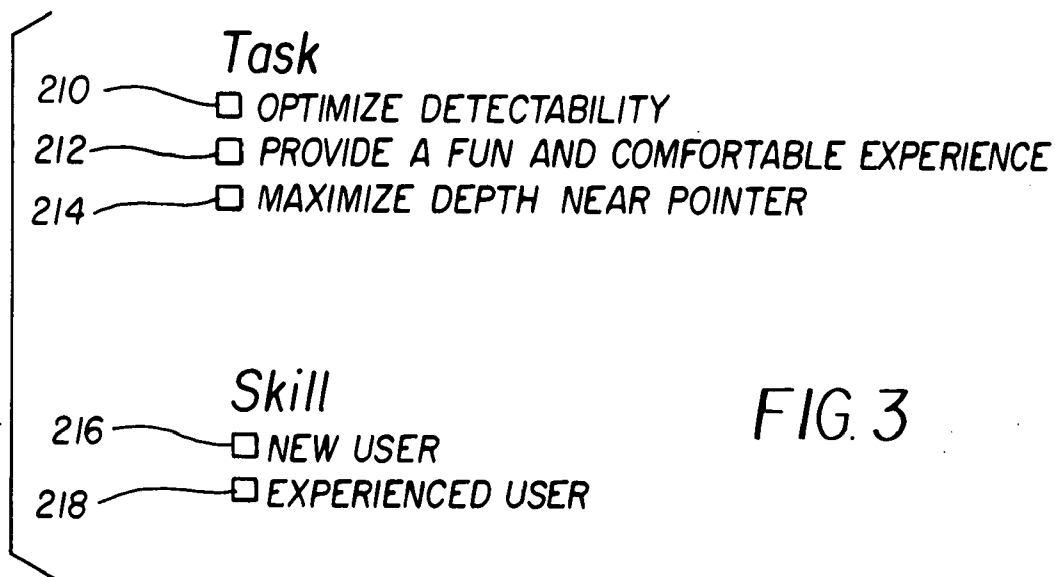 Task
210 OPTIMIZE DETECTABILITY
212 PROVIDE A FUN AND COMFORTABLE EXPERIENCE
214 MAXIMIZE DEPTH NEAR POINTER
Skill
216 NEW USER
218 EXPERIENCED USER
FIG. 3